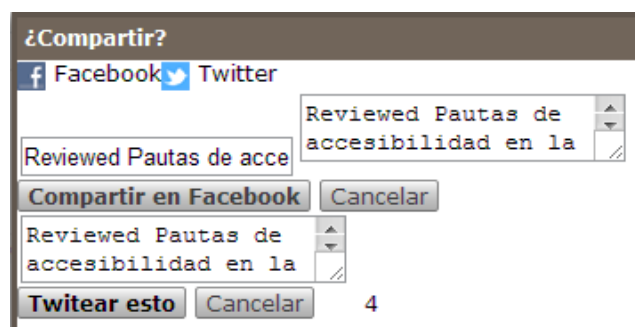 ¿Compartir?
Facebook Twitter
Reviewed Pautas de
accesibilidad en la
Reviewed Pautas de acce
Compartir en Facebook Cancelar
Reviewed Pautas de
accesibilidad en la
Twitear esto Cancelar 4